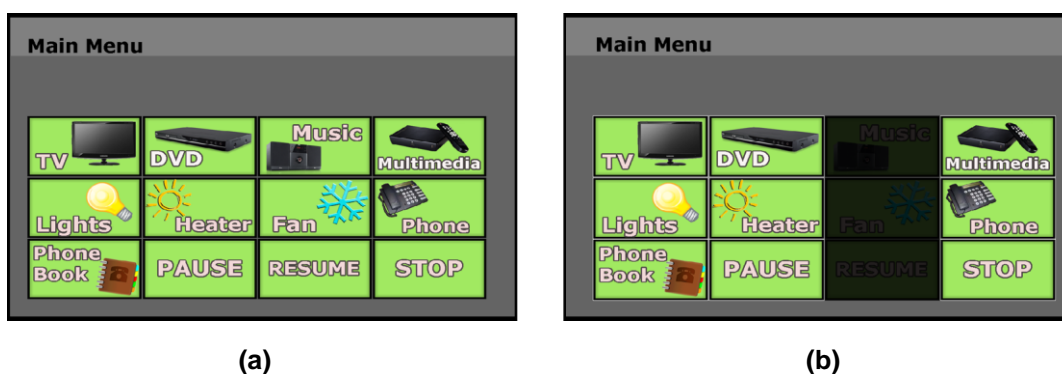 Main Menu
TV
DVD
Music
Multimedia
Lights
Heater
Fan
Phone
Phone
Book
PAUSE
RESUME
STOP
(a)
Main Menu
TV
DVD
Music
Multimedia
Lights
Heater
Fan
Phone
Phone
Book
PAUSE
RESUME
STOP
(b)